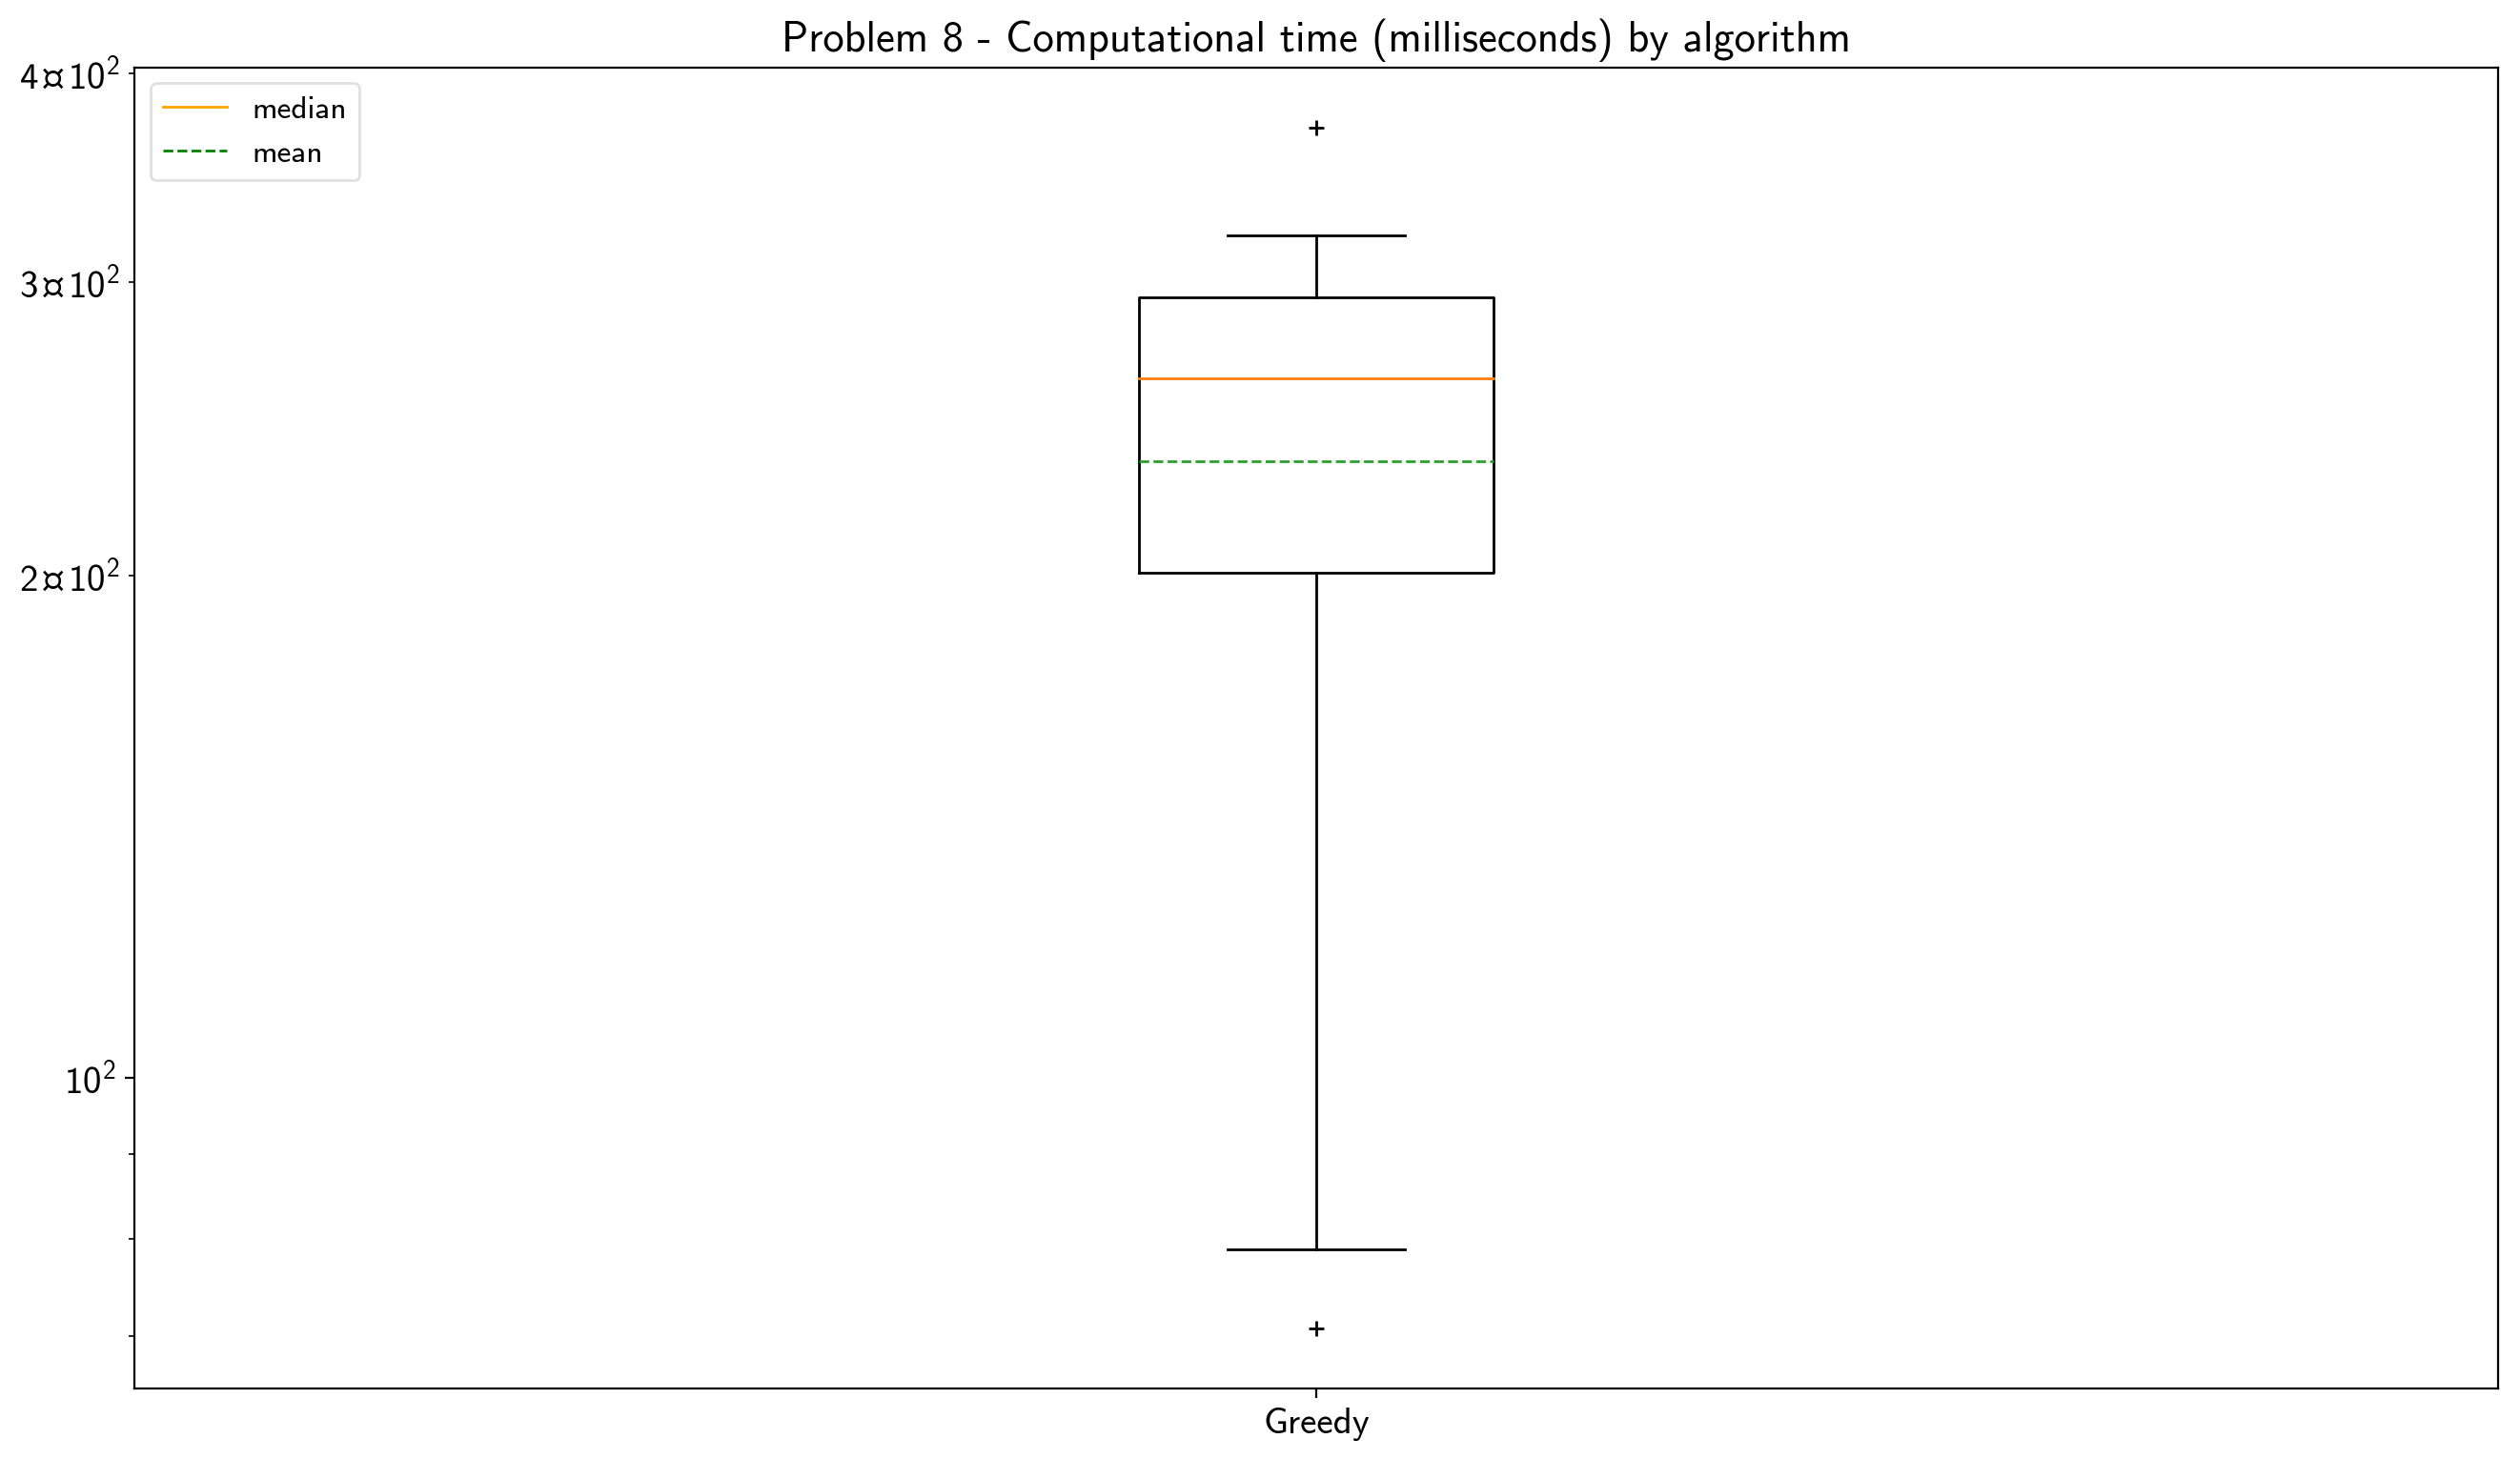 Problem 8 - Computational time (milliseconds) by algorithm
4¤10²
median
mean
3¤10²
2¤10²
10²
Greedy